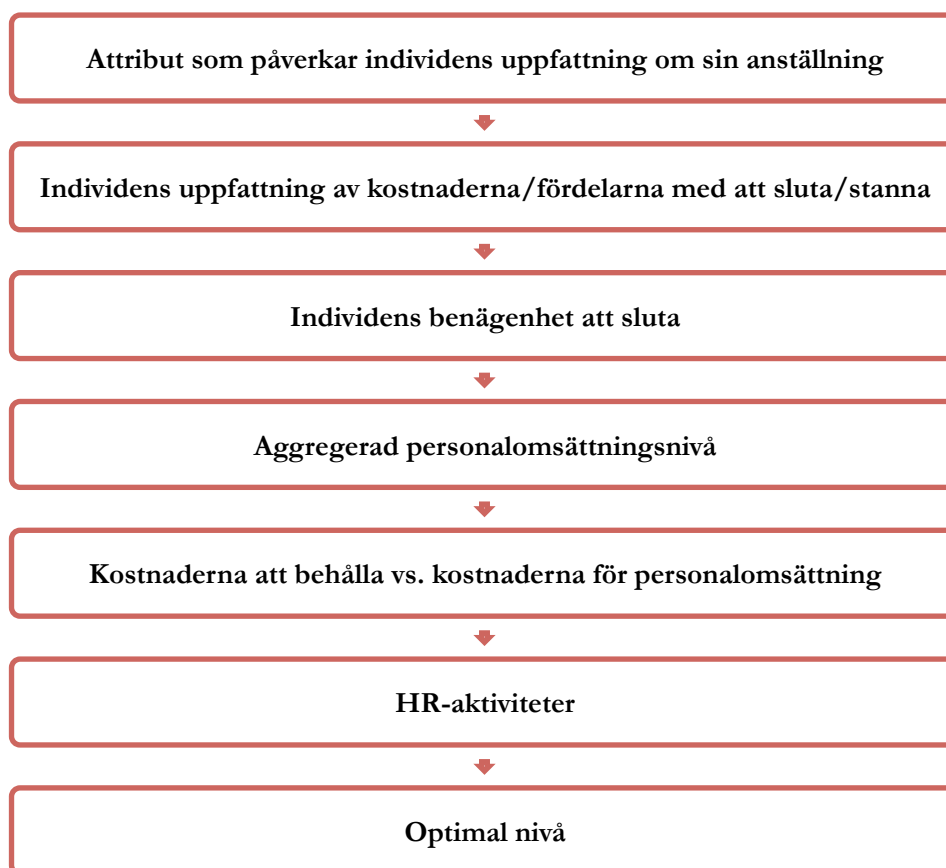 Attribut som påverkar individens uppfattning om sin anställning
Individens uppfattning av kostnaderna/fördelarna med att sluta/stanna
Individens benägenhet att sluta
Aggregerad personalomsättningsnivå
Kostnaderna att behålla vs. kostnaderna för personalomsättning
HR-aktiviteter
Optimal nivå